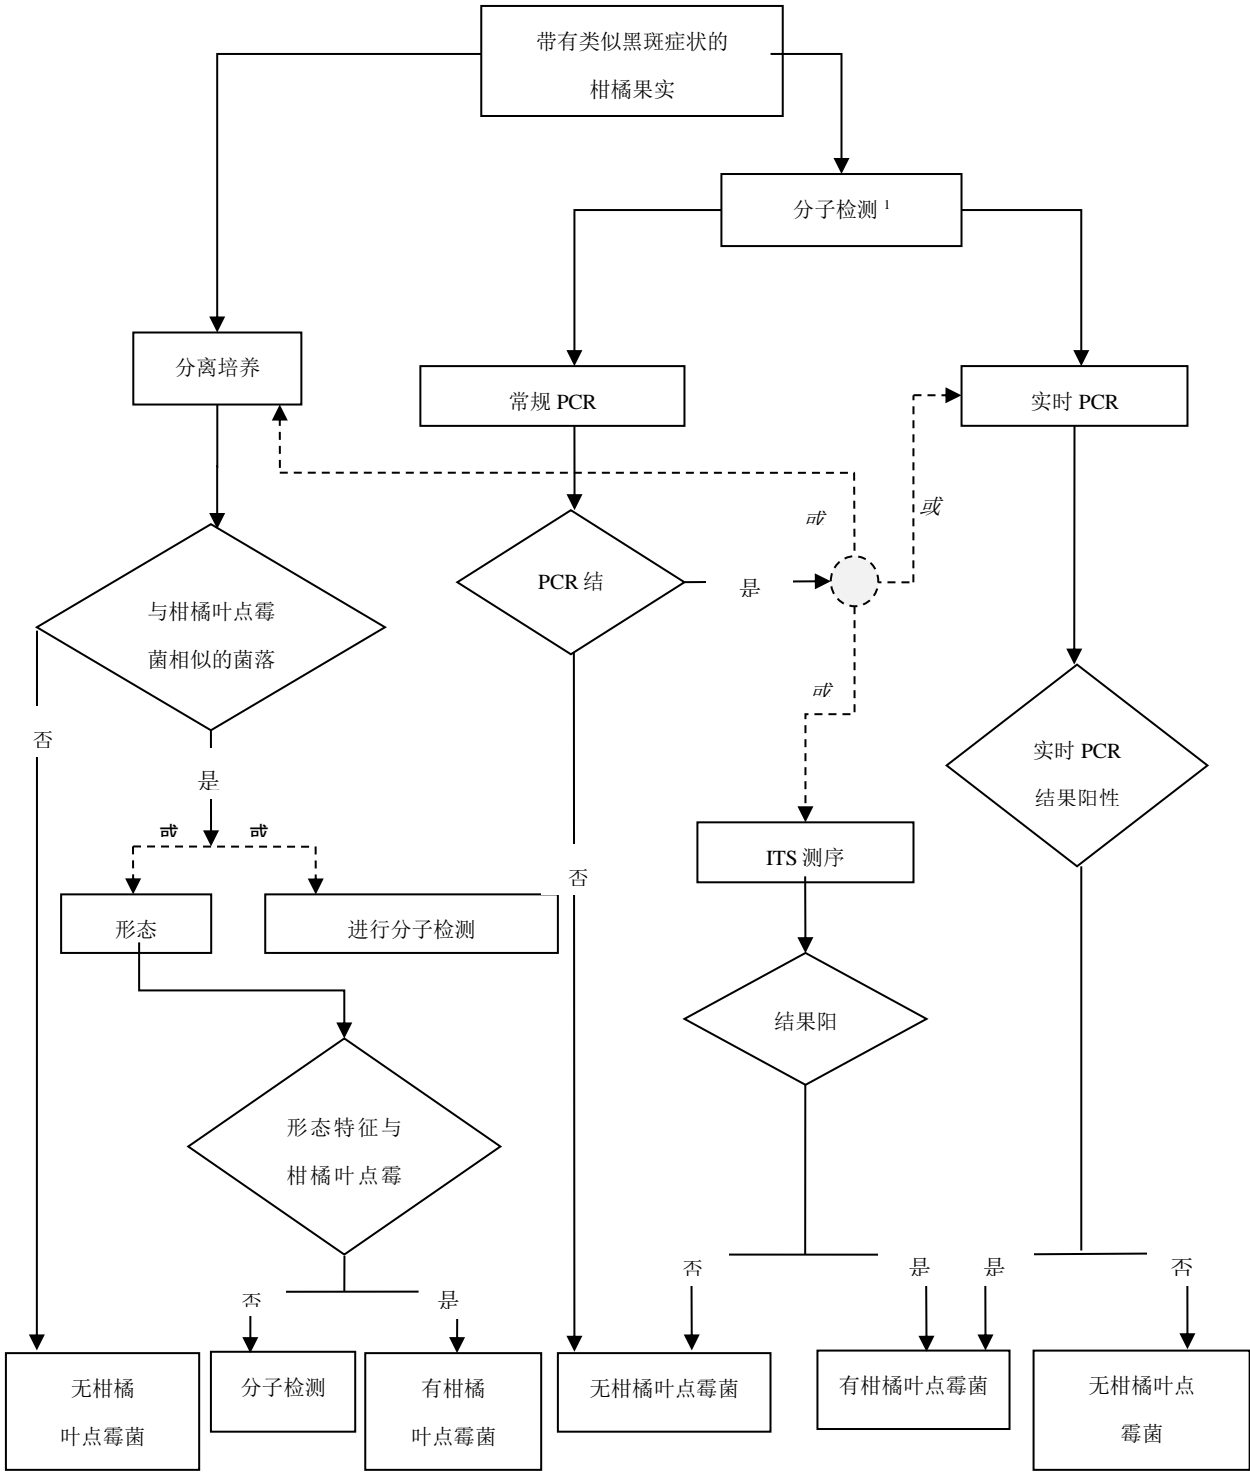 带有类似黑斑症状的
柑橘果实
分子检测 1
分离培养
常规 PCR
实时 PCR
或
或
PCR 结
是
与柑橘叶点霉
菌相似的菌落
或
否
实时 PCR
结果阳性
是
或
或
ITS 测序
否
形态
进行分子检测
结果阳
形态特征与
柑橘叶点霉
否
是
是
否
否
是
无柑橘
叶点霉菌
分子检测
有柑橘
叶点霉菌
无柑橘叶点霉菌
有柑橘叶点霉菌
无柑橘叶点
霉菌